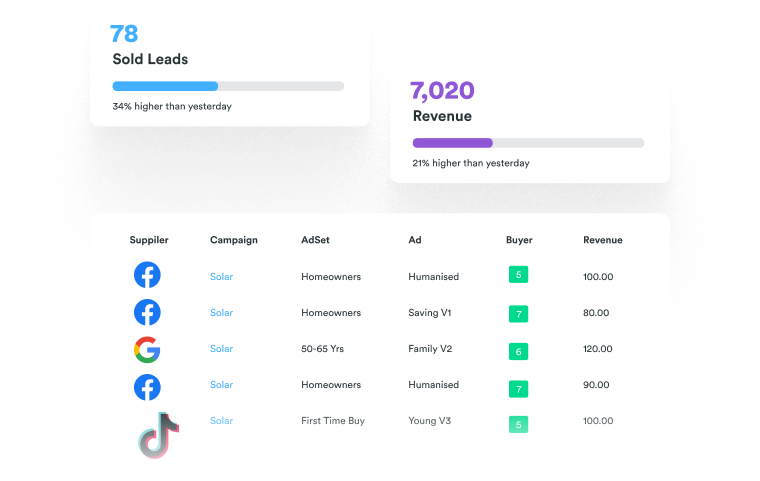 78
Sold Leads
34% higher than yesterday
7,020
Revenue
21% higher than yesterday
Suppiler Campaign AdSet Ad Buyer Revenue
Solar Homeowners Humanised 5 100.00
Solar Homeowners Saving V1 7 80.00
Solar 50-65 Yrs Family V2 6 120.00
Solar Homeowners Humanised 7 90.00
Solar First Time Buy Young V3 5 100.00